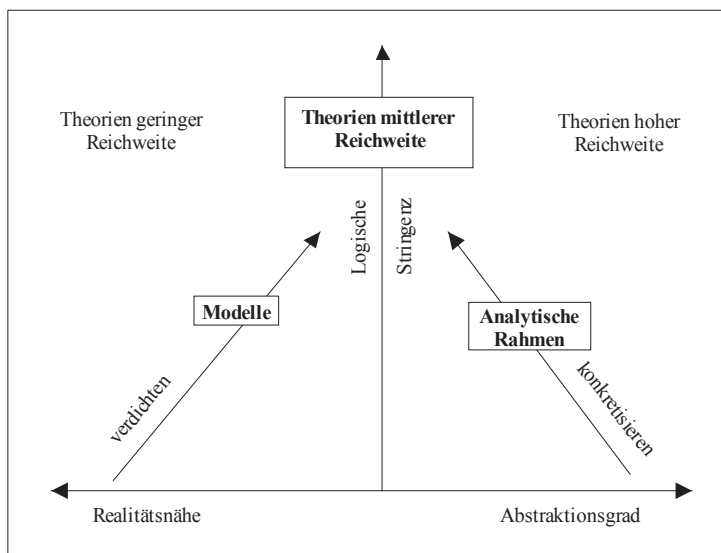 Theorien geringer
Reichweite
Theorien mittlerer
Reichweite
Theorien hoher
Reichweite
Logische
Stringenz
Modelle
Analytische
Rahmen
verdichten
konkretisieren
Realitätsnähe
Abstraktionsgrad